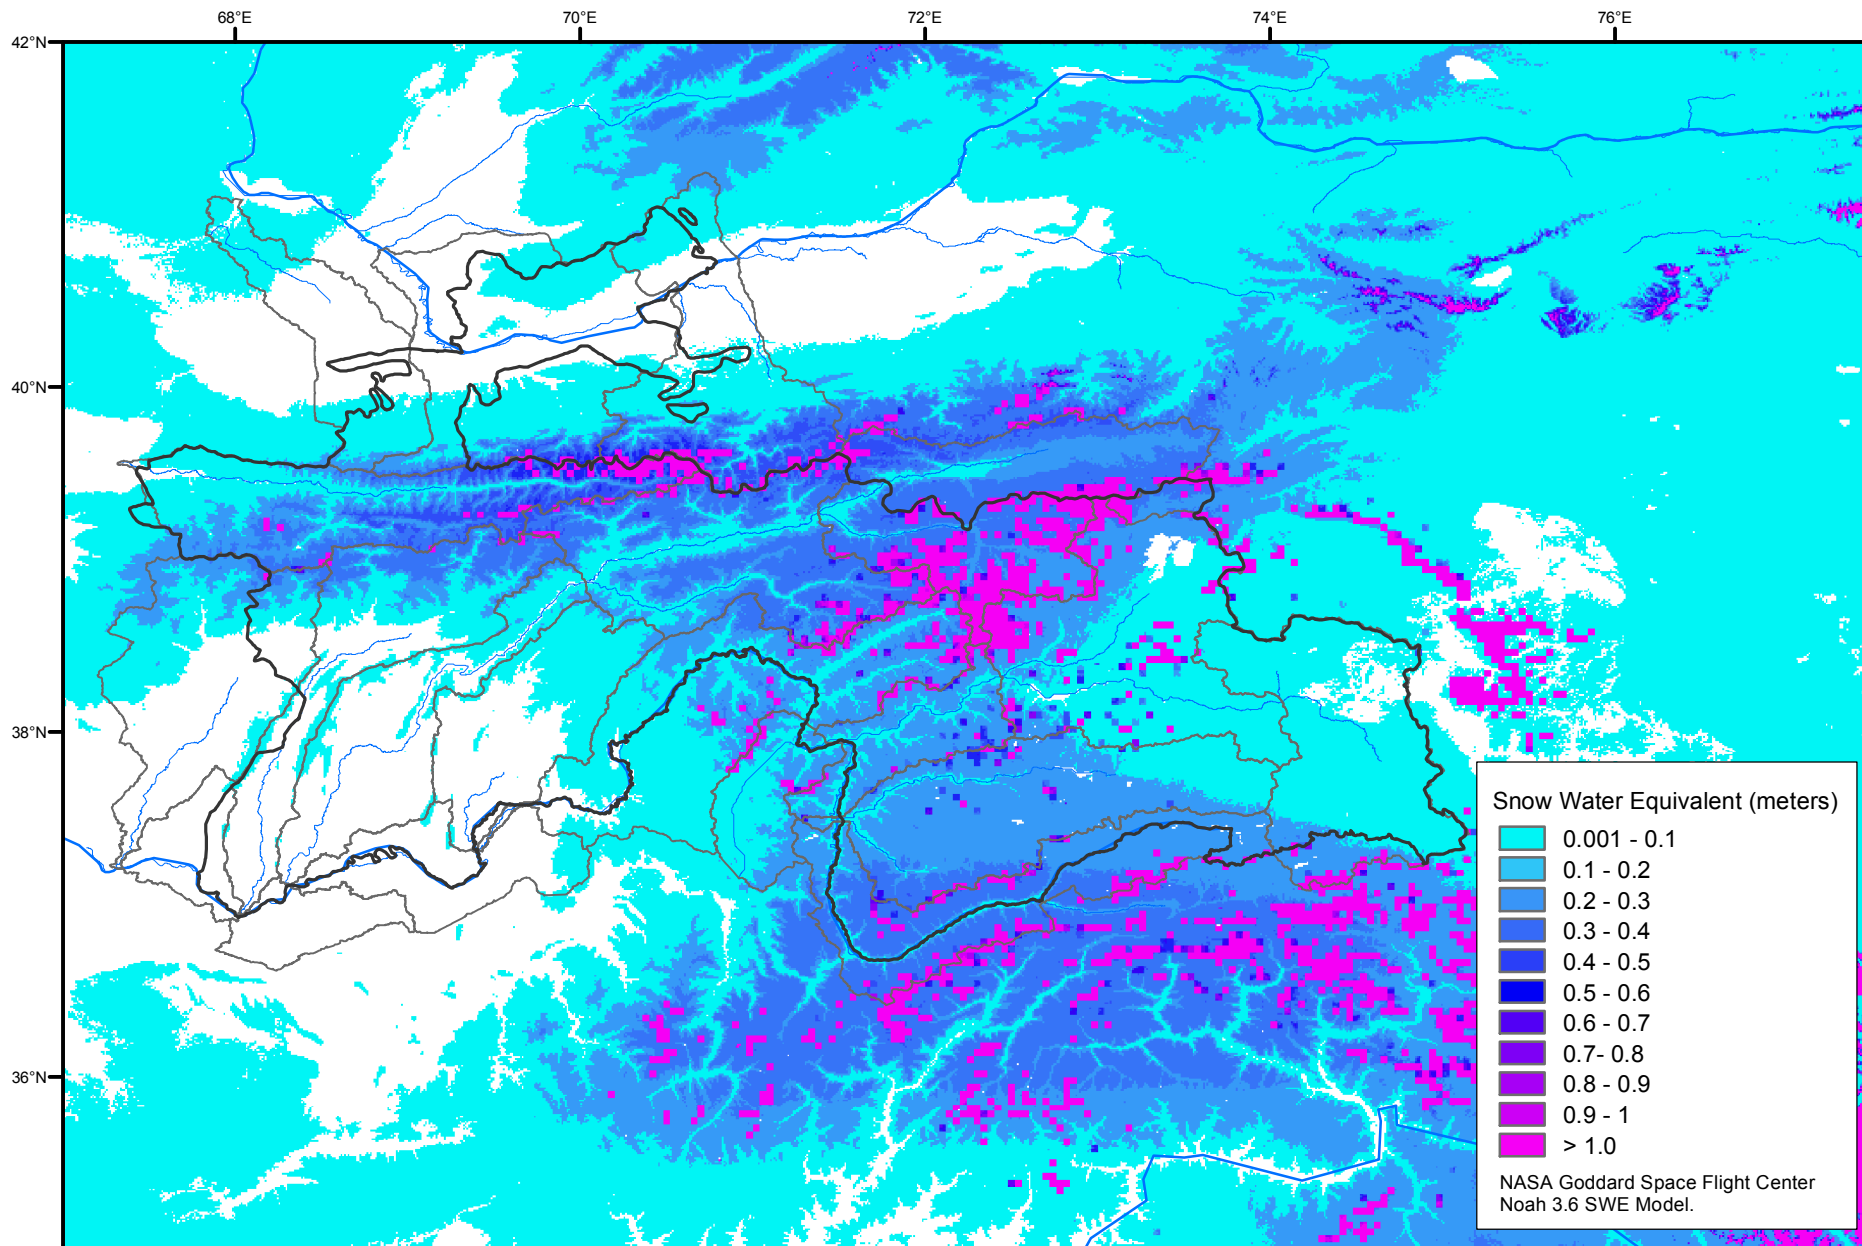 68°E 70°E 72°E 74°E 76°E
42°N
40°N
38°N
36°N
Snow Water Equivalent (meters)
0.001 - 0.1
0.1 - 0.2
0.2 - 0.3
0.3 - 0.4
0.4 - 0.5
0.5 - 0.6
0.6 - 0.7
0.7- 0.8
0.8 - 0.9
0.9 - 1
> 1.0
NASA Goddard Space Flight Center
Noah 3.6 SWE Model.